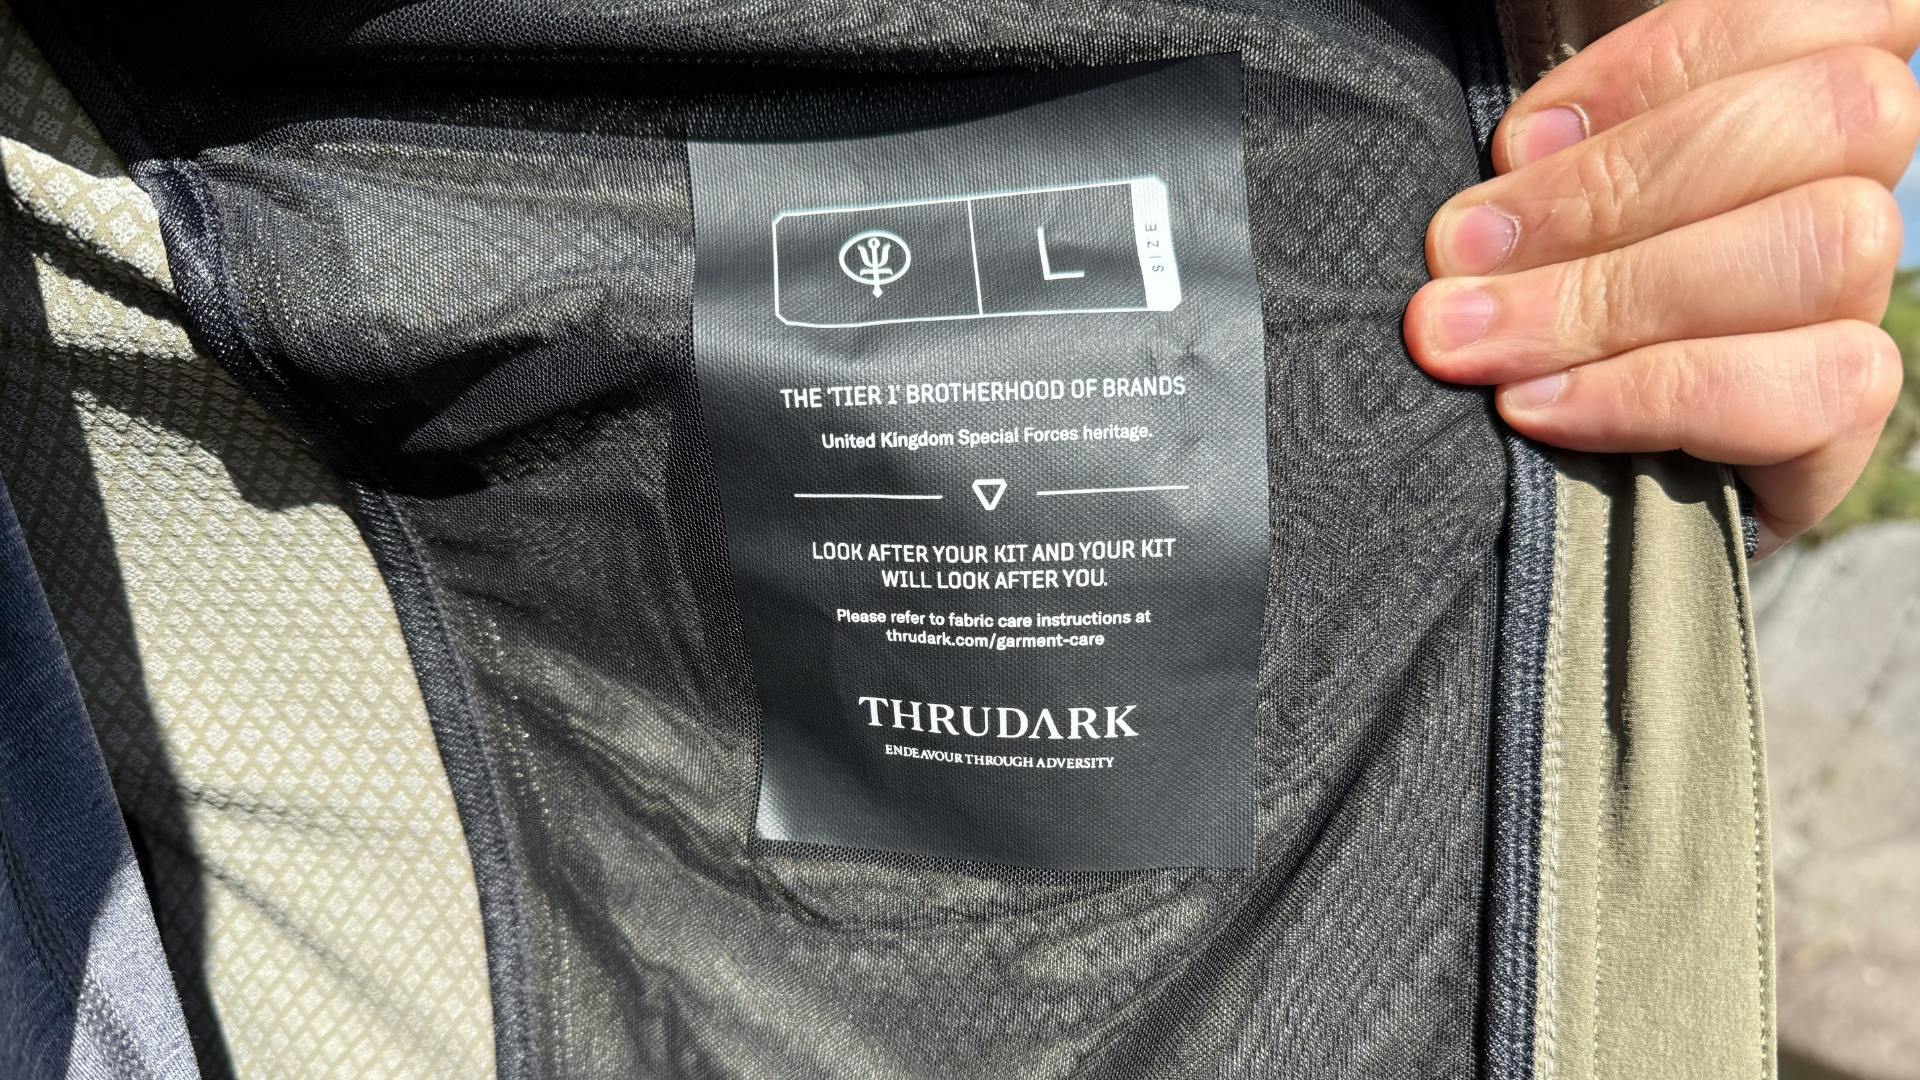 L
SIZE
THE 'TIER 1' BROTHERHOOD OF BRANDS
United Kingdom Special Forces heritage.
LOOK AFTER YOUR KIT AND YOUR KIT
WILL LOOK AFTER YOU.
Please refer to fabric care instructions at
thrudark.com/garment-care
THRUDARK
ENDEAVOUR THROUGH ADVERSITY